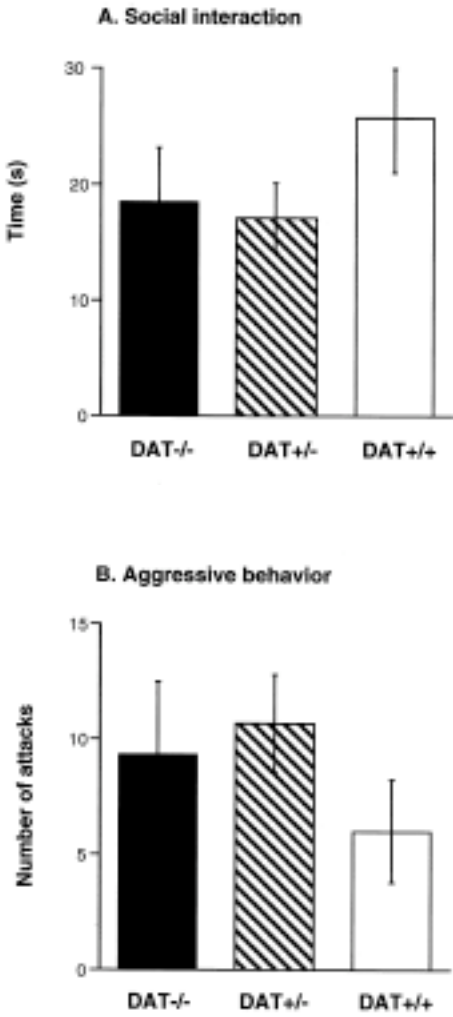 A. Social interaction
30
20
10
0
Time (s)
DAT-/- DAT+/- DAT+/+
B. Aggressive behavior
15
10
5
0
Number of attacks
DAT-/- DAT+/- DAT+/+